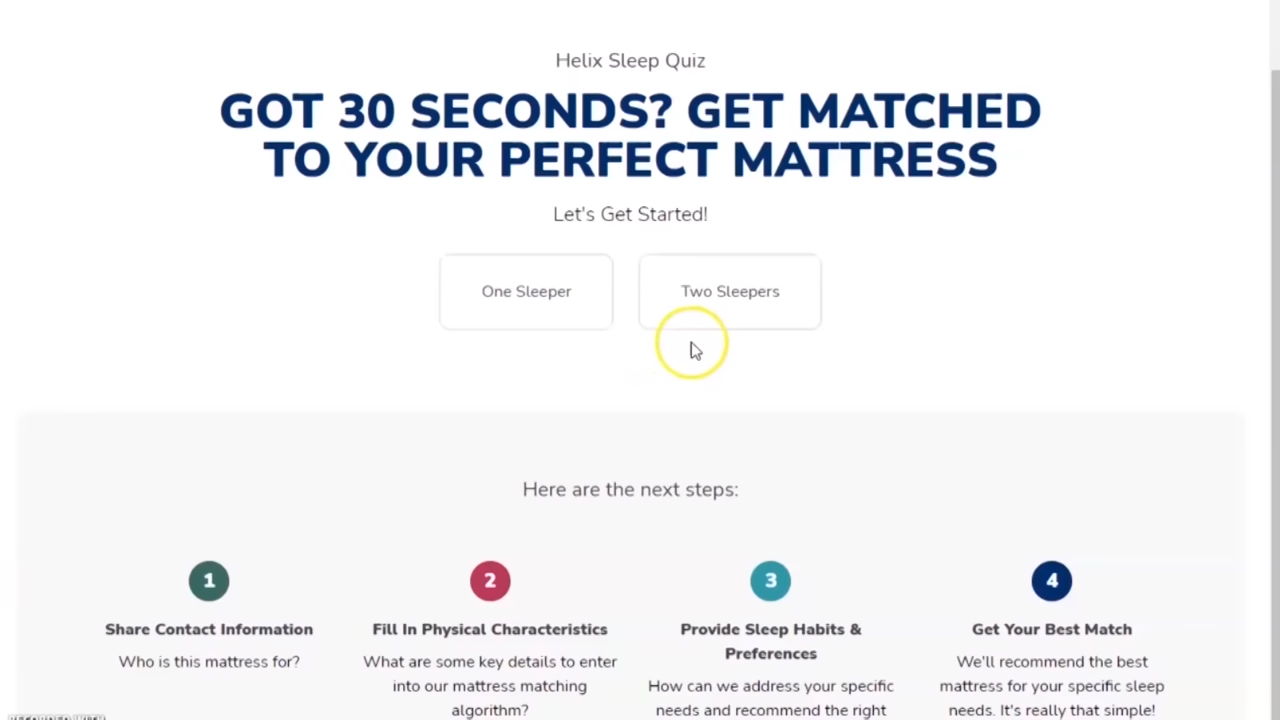 Helix Sleep Quiz
GOT 30 SECONDS? GET MATCHED
TO YOUR PERFECT MATTRESS
Let's Get Started!
One Sleeper
Two Sleepers
Here are the next steps:
1
Share Contact Information
Who is this mattress for?
2
Fill In Physical Characteristics
What are some key details to enter
into our mattress matching
algorithm?
3
Provide Sleep Habits &
Preferences
How can we address your specific
needs and recommend the right
4
Get Your Best Match
We'll recommend the best
mattress for your specific sleep
needs. It's really that simple!
RECORDED WITH